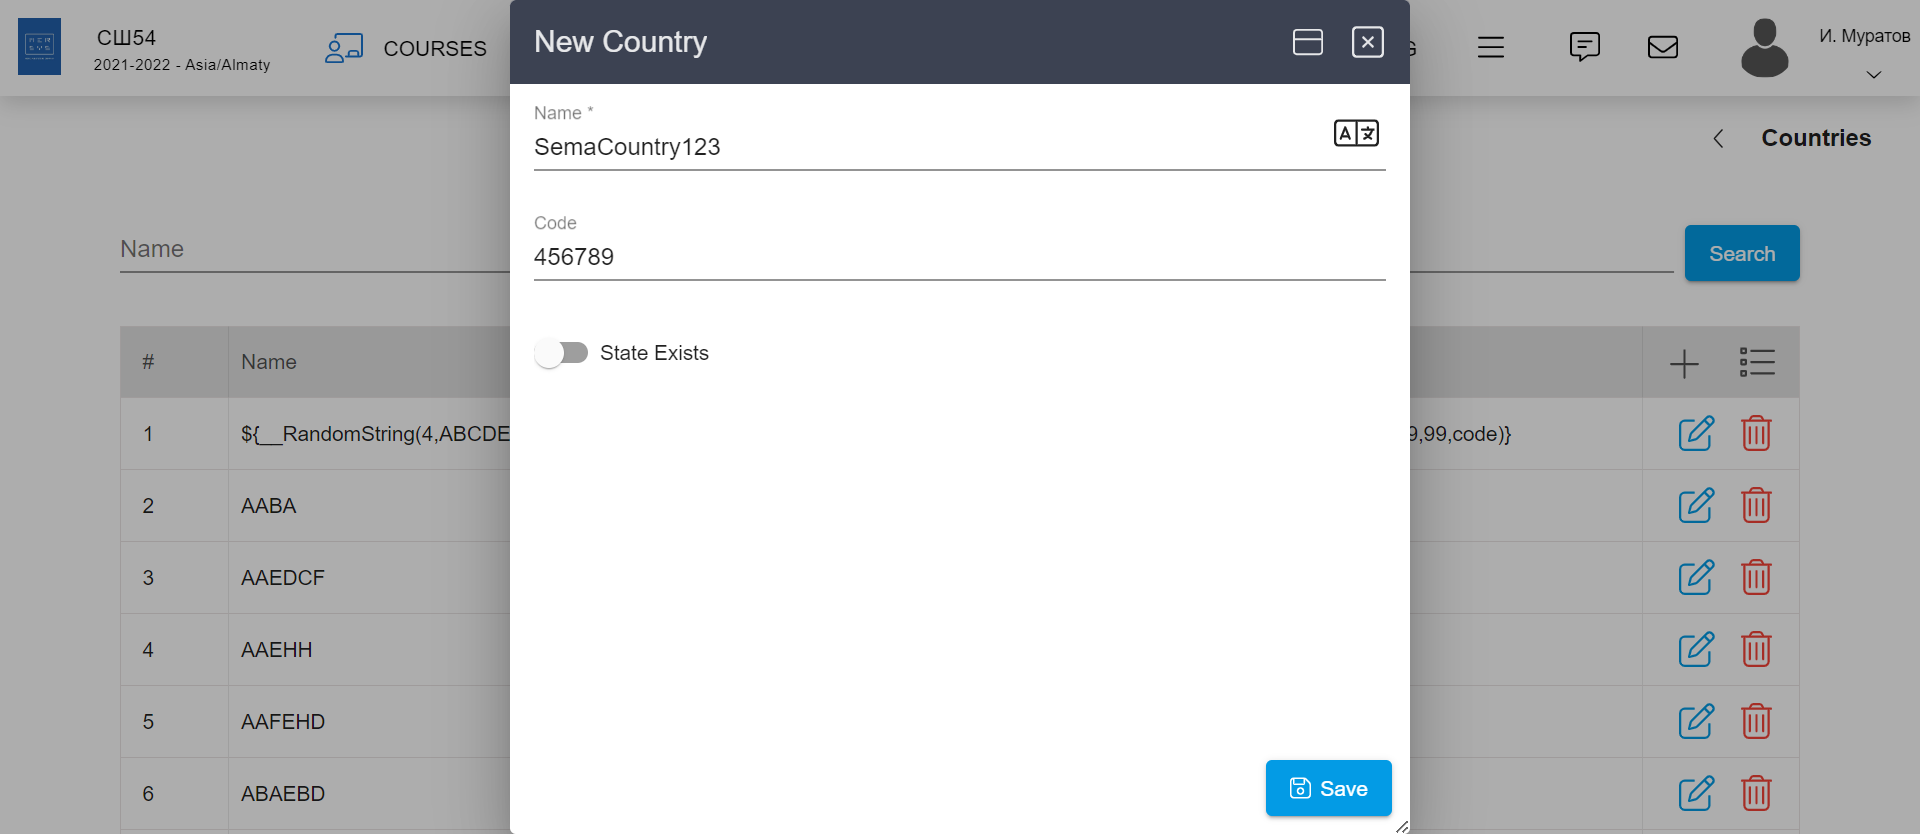 СШ54
2021-2022 - Asia/Almaty
COURSES
И. Муратов
New Country
Name *
SemaCountry123
Code
456789
State Exists
Save
Countries
Name
Search
# Name
1 ${__RandomString(4,ABCDE 9,99,code)}
2 AABA
3 AAEDCF
4 AAEHH
5 AAFEHD
6 ABAEBD